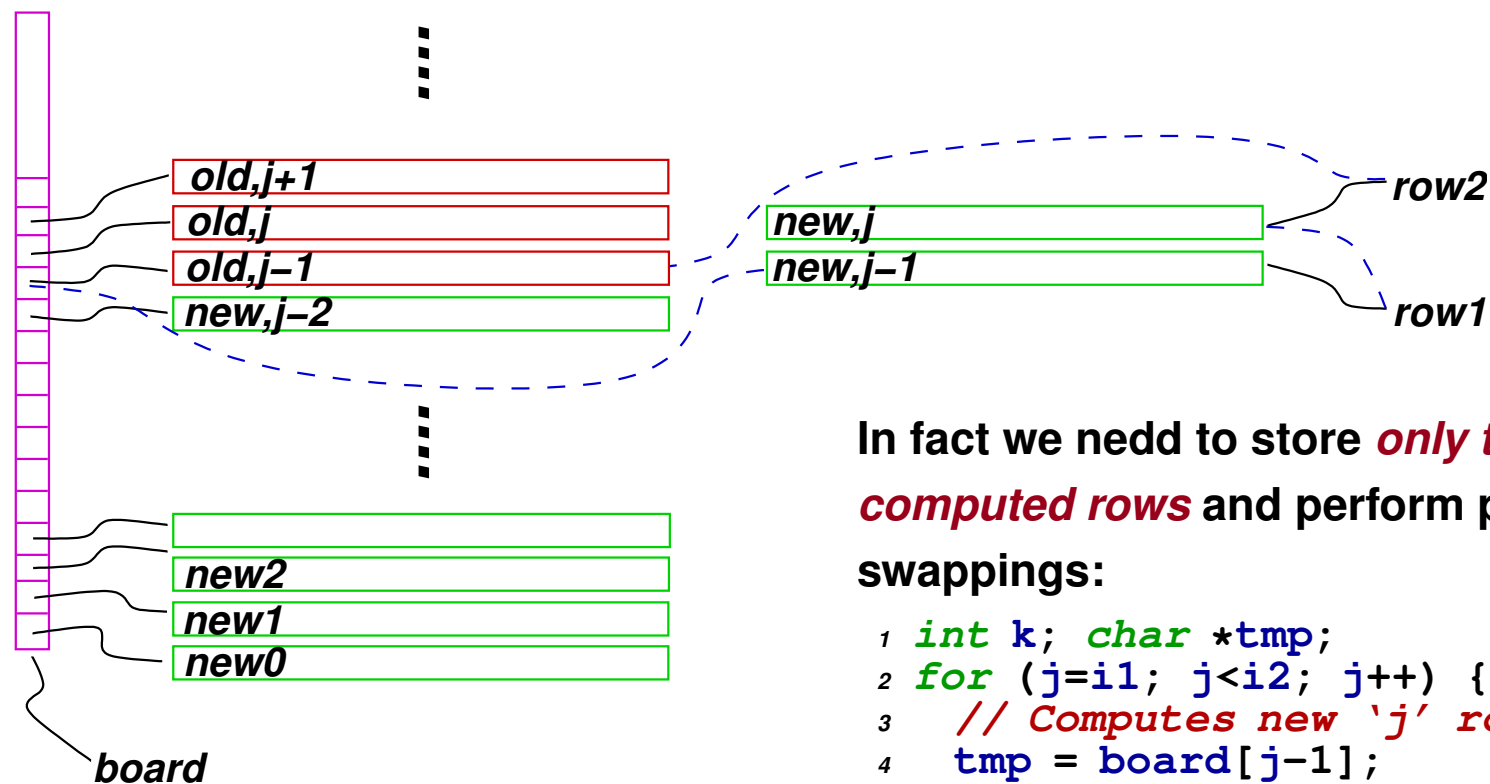 old,j+1
old,j
old,j−1
new,j−2
new,j
new,j−1
row2
row1
new2
new1
new0
board
In fact we nedd to store only
computed rows and perform
swappings:
1 int k; char *tmp;
2 for (j=i1; j<i2; j++) {
3 // Computes new ‘j’
4 tmp = board[j−1];